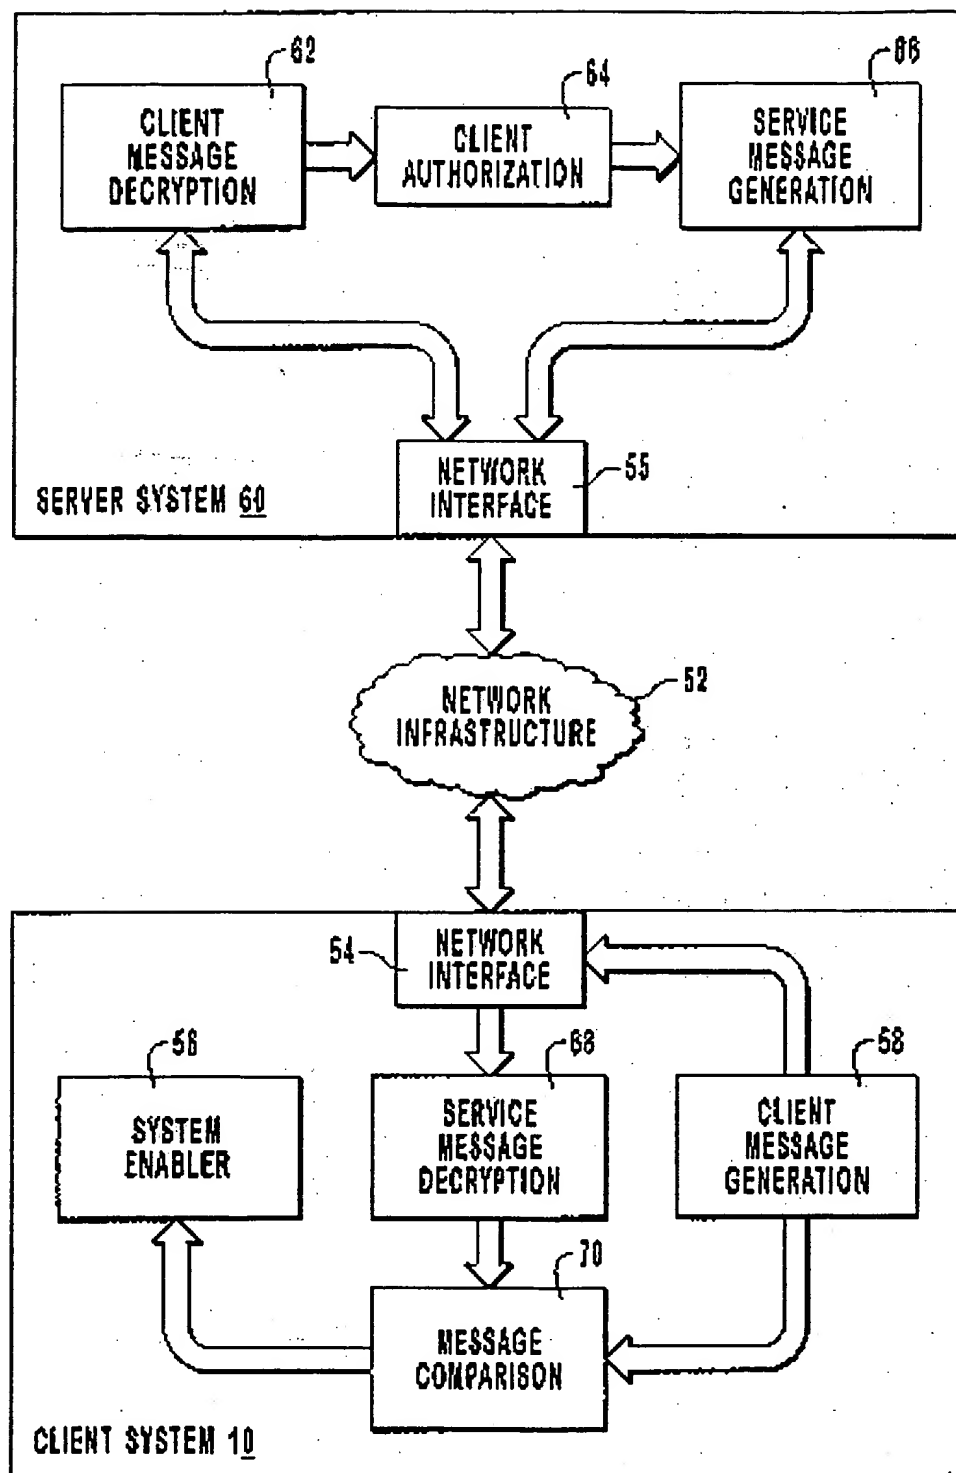 62
64
66
CLIENT
MESSAGE
DECRYPTION
CLIENT
AUTHORIZATION
SERVICE
MESSAGE
GENERATION
NETWORK
INTERFACE
55
SERVER SYSTEM 60
NETWORK
INFRASTRUCTURE
52
54
NETWORK
INTERFACE
56
68
58
SYSTEM
ENABLER
SERVICE
MESSAGE
DECRYPTION
CLIENT
MESSAGE
GENERATION
70
MESSAGE
COMPARISON
CLIENT SYSTEM 10